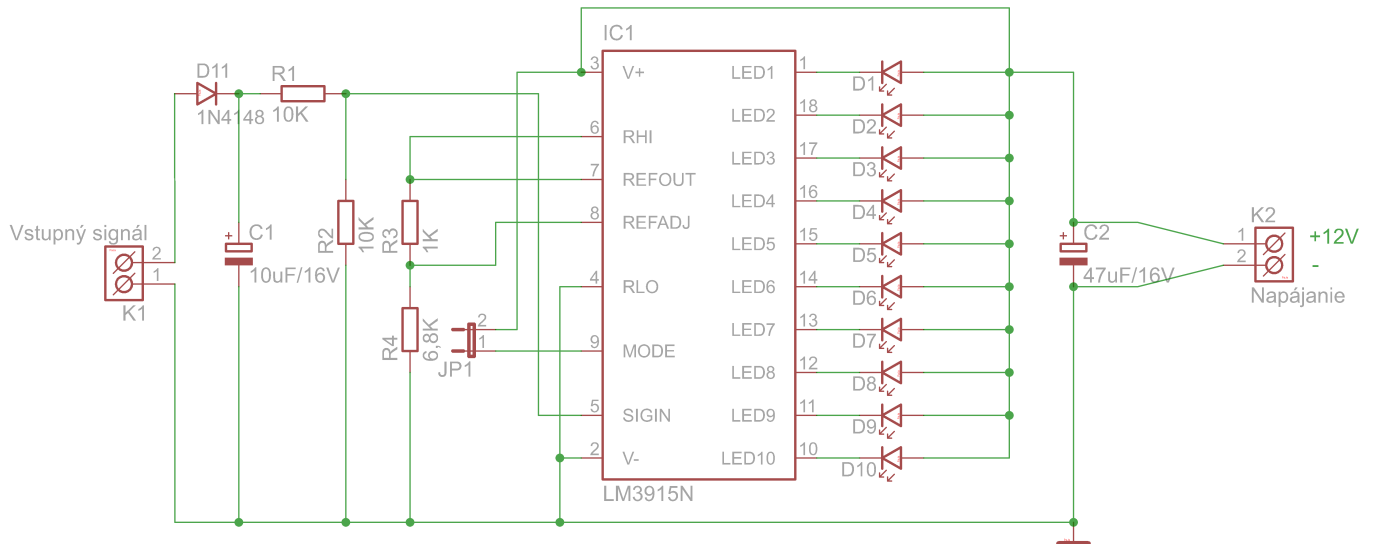 IC1
D11
1N4148
R1
10K
Vstupný signál
2
1
K1
+
C1
10uF/16V
R2
10K
R3
1K
R4
6,8K
JP1
2
1
3
V+
6
RHI
7
REFOUT
8
REFADJ
4
RLO
9
MODE
5
SIGIN
2
V-
LM3915N
LED1
1
LED2
18
LED3
17
LED4
16
LED5
15
LED6
14
LED7
13
LED8
12
LED9
11
LED10
10
D1
D2
D3
D4
D5
D6
D7
D8
D9
D10
+
C2
47uF/16V
K2
1
2
+12V
-
Napájanie